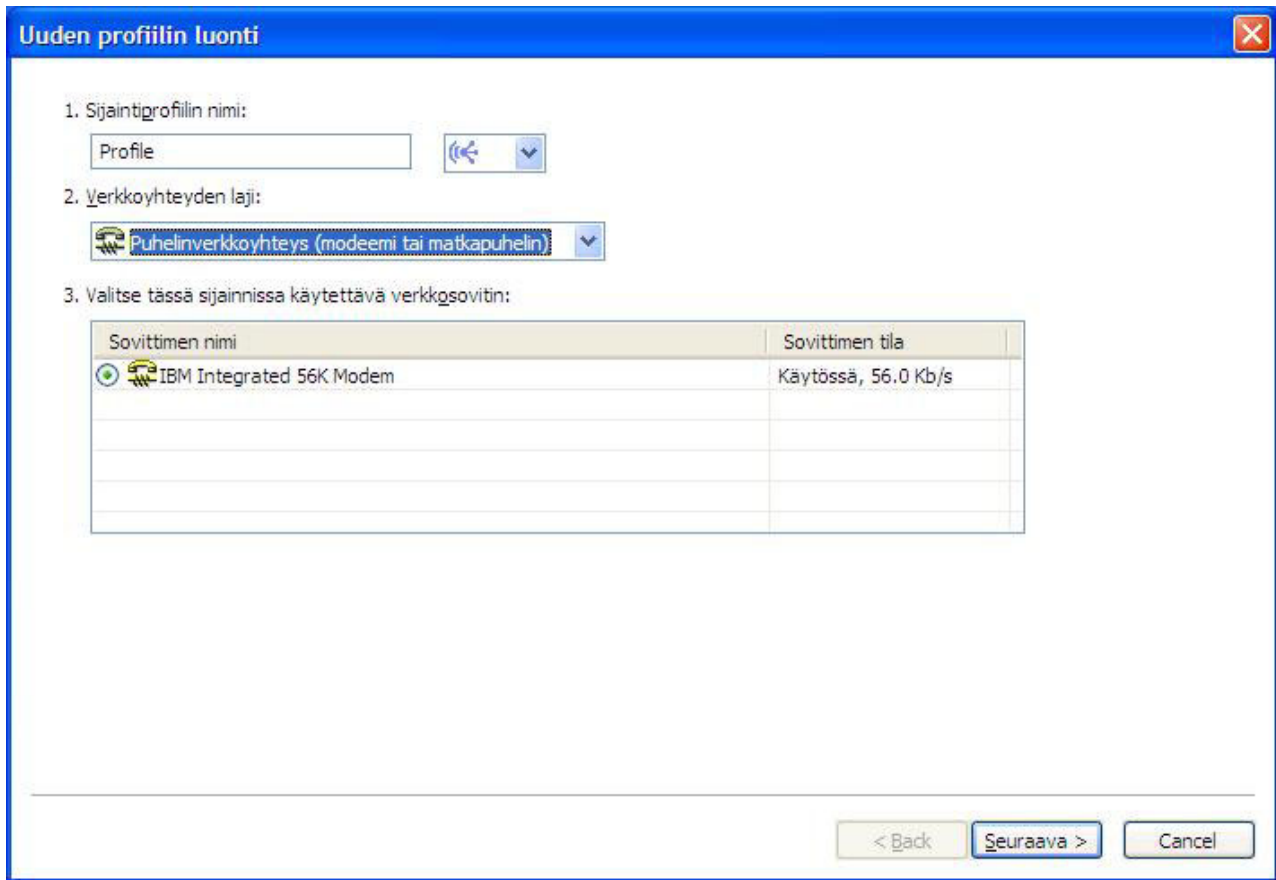 Uuden profiilin luonti
1. Sijaintiprofiilin nimi:
Profile
2. Verkkoyhteyden laji:
Puhelinverkkoyhteys (modeemi tai matkapuhelin)
3. Valitse tässä sijainnissa käytettävä verkkosovitin:
Sovittimen nimi Sovittimen tila
IBM Integrated 56K Modem Käytössä, 56.0 Kb/s
< Back Seuraava > Cancel